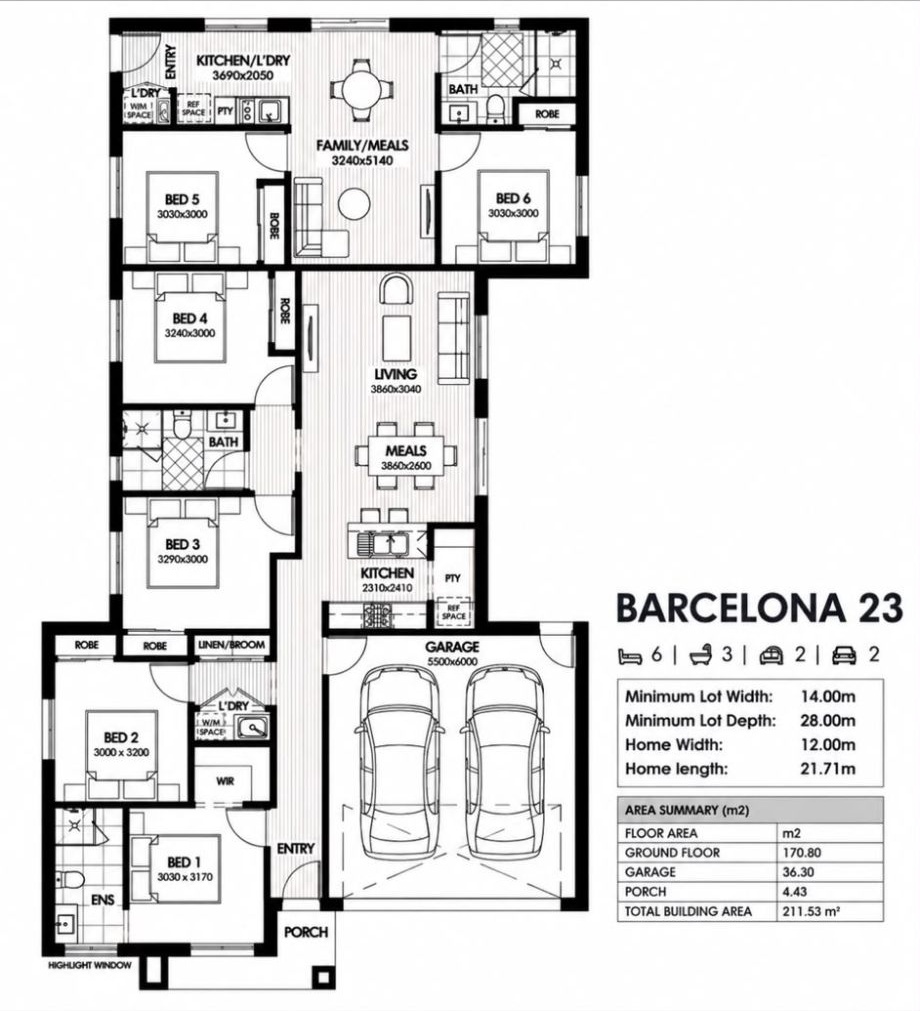 ENTRY
KITCHEN/L'DRY
3690x2050
L'DRY
W/M
SPACE
REF
SPACE
PTY
BATH
ROBE
FAMILY/MEALS
3240x5140
BED 5
3030x3000
ROBE
BED 6
3030x3000
BED 4
3240x3000
ROBE
LIVING
3860x3040
BATH
MEALS
3860x2600
BED 3
3290x3000
KITCHEN
2310x2410
PTY
REF
SPACE
ROBE
ROBE
LINEN/BROOM
GARAGE
5500x6000
L'DRY
W/M
SPACE
BED 2
3000 x 3200
WIR
BED 1
3030 x 3170
ENS
ENTRY
PORCH
HIGHLIGHT WINDOW
BARCELONA 23
6 | 3 | 2 | 2
Minimum Lot Width: 14.00m
Minimum Lot Depth: 28.00m
Home Width: 12.00m
Home length: 21.71m
AREA SUMMARY (m2)
FLOOR AREA m2
GROUND FLOOR 170.80
GARAGE 36.30
PORCH 4.43
TOTAL BUILDING AREA 211.53 m²